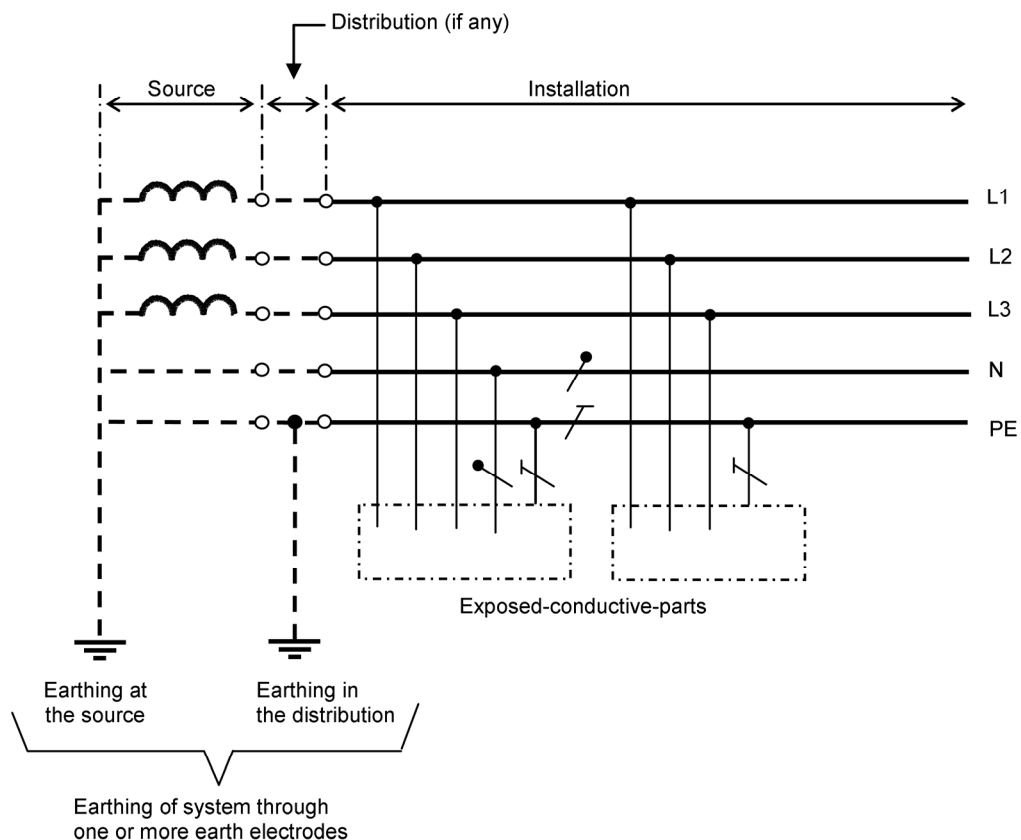 Distribution (if any)
Source
Installation
L1
L2
L3
N
PE
Exposed-conductive-parts
Earthing at
the source
Earthing in
the distribution
Earthing of system through
one or more earth electrodes